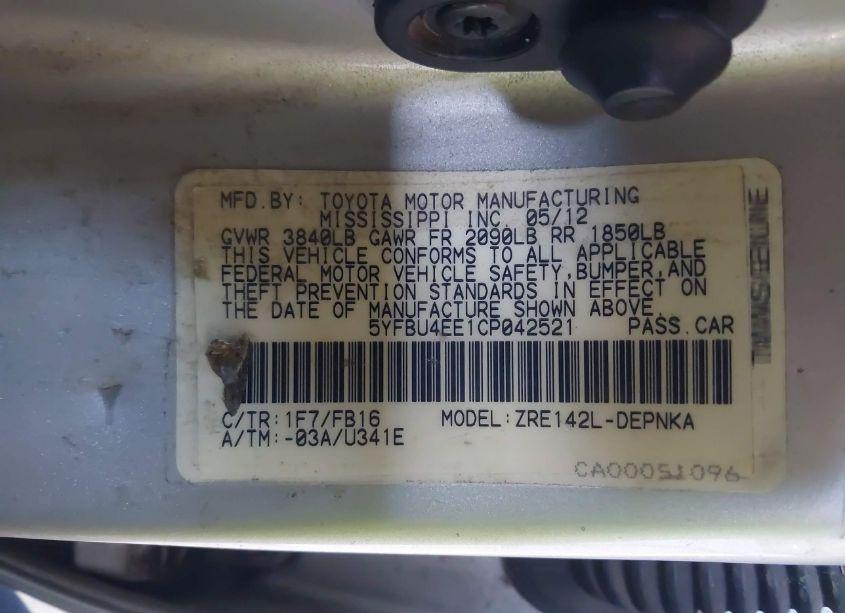 MFD.BY: TOYOTA MOTOR MANUFACTURING
MISSISSIPPI INC. 05/12
GVWR 3840LB GAWR FR 2090LB RR 1850LB
THIS VEHICLE CONFORMS TO ALL APPLICABLE
FEDERAL MOTOR VEHICLE SAFETY,BUMPER,AND
THEFT PREVENTION STANDARDS IN EFFECT ON
THE DATE OF MANUFACTURE SHOWN ABOVE.
5YFBU4EE1CP042521 PASS.CAR
C/TR:1F7/FB16 MODEL:ZRE142L-DEPNKA
A/TM:-03A/U341E
CA00051096